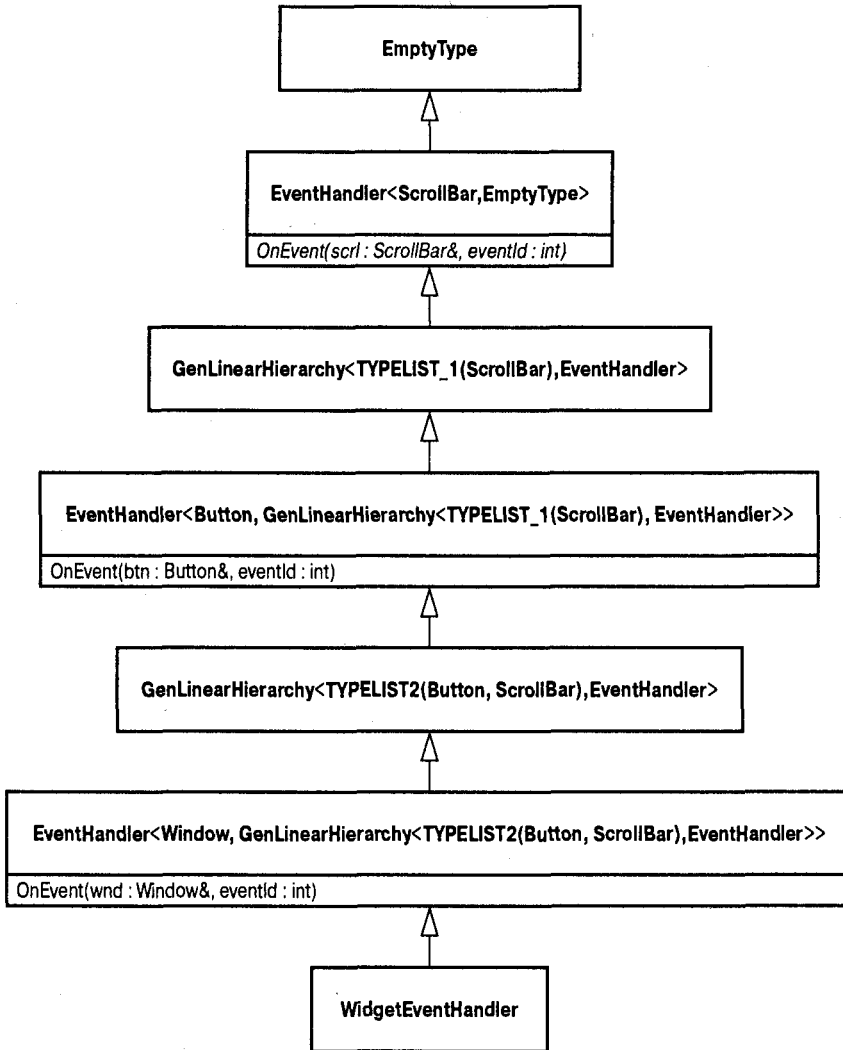 EmptyType
EventHandler<ScrollBar,EmptyType>
OnEvent(scrl : ScrollBar&, eventId : int)
GenLinearHierarchy<TYPELIST_1(ScrollBar),EventHandler>
EventHandler<Button, GenLinearHierarchy<TYPELIST_1(ScrollBar), EventHandler>>
OnEvent(btn : Button&, eventId : int)
GenLinearHierarchy<TYPELIST2(Button, ScrollBar),EventHandler>
EventHandler<Window, GenLinearHierarchy<TYPELIST2(Button, ScrollBar),EventHandler>>
OnEvent(wnd : Window&, eventId : int)
WidgetEventHandler